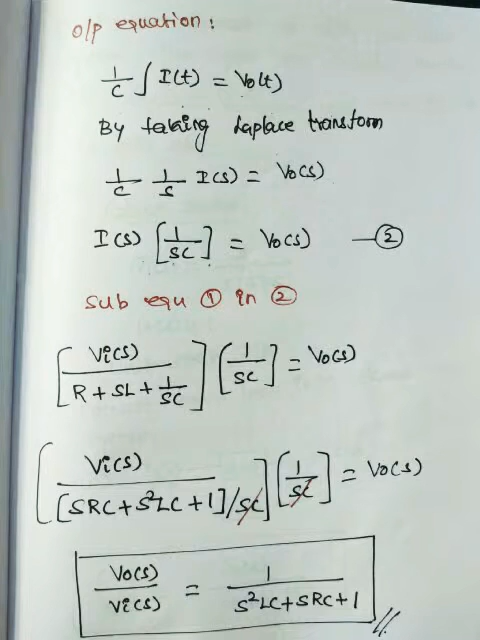 o/p equation:
1/C ∫ I(t) = Vo(t)
By taking Laplace transform
1/C 1/S I(s) = Vo(s)
I(s) [1/SC] = Vo(s) —②
Sub equ ① in ②
[Vi(s) / R + SL + 1/SC] [1/SC] = Vo(s)
[Vi(s) / [SRC + S²LC + 1]/SC] [1/SC] = Vo(s)
Vo(s)/Vi(s) = 1/S²LC + SRC + 1 //